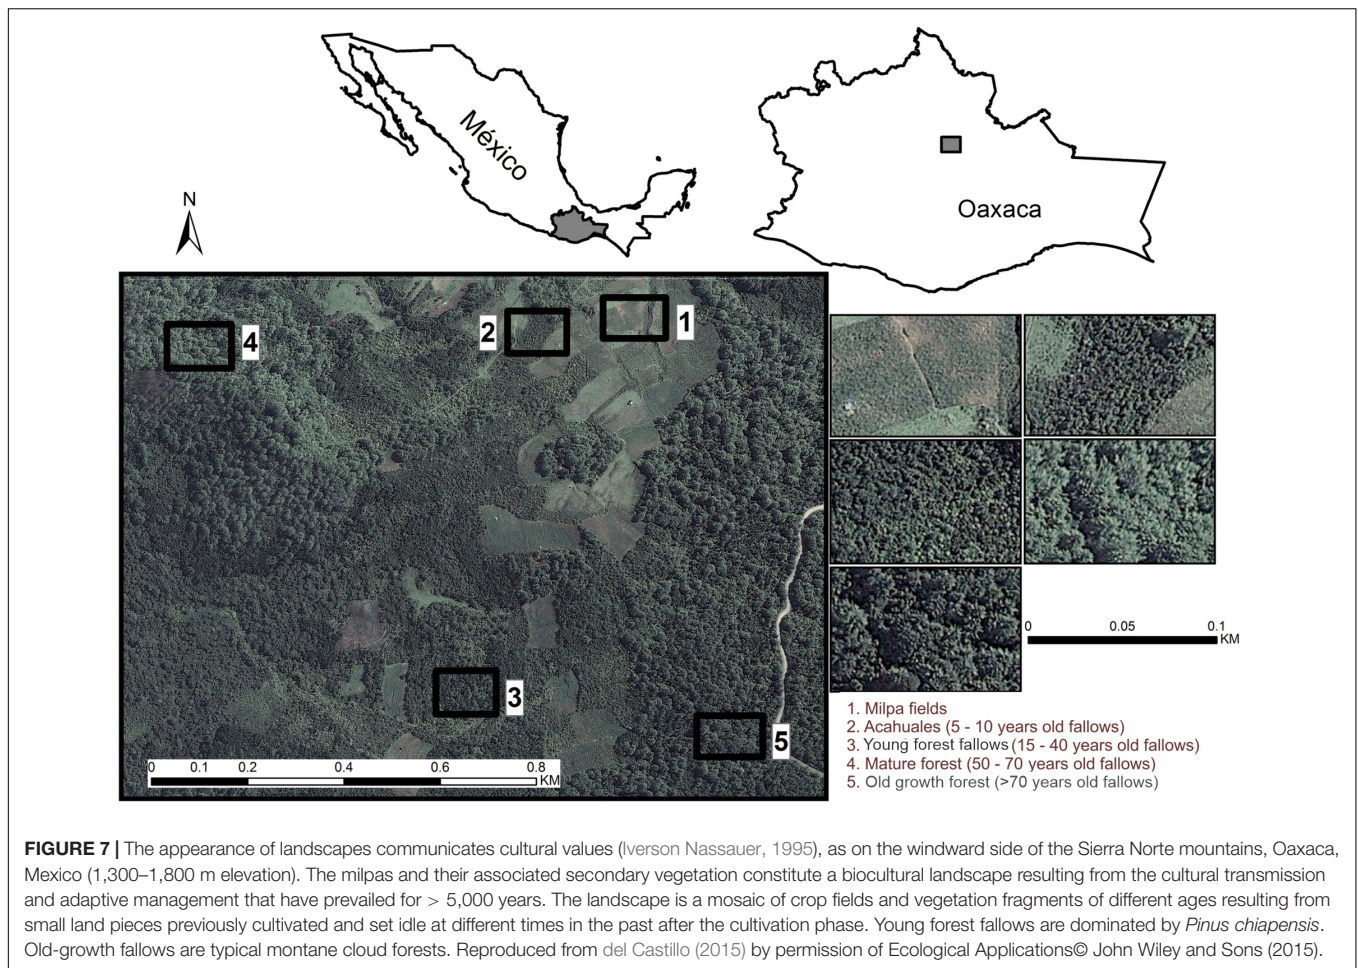 México
Oaxaca
N
4
2
1
3
5
0 0.1 0.2 0.4 0.6 0.8
KM
0 0.05 0.1
KM
1. Milpa fields
2. Acahuales (5 - 10 years old fallows)
3. Young forest fallows (15 - 40 years old fallows)
4. Mature forest (50 - 70 years old fallows)
5. Old growth forest (>70 years old fallows)
FIGURE 7 | The appearance of landscapes communicates cultural values (Iverson Nassauer, 1995), as on the windward side of the Sierra Norte mountains, Oaxaca,
Mexico (1,300–1,800 m elevation). The milpas and their associated secondary vegetation constitute a biocultural landscape resulting from the cultural transmission
and adaptive management that have prevailed for > 5,000 years. The landscape is a mosaic of crop fields and vegetation fragments of different ages resulting from
small land pieces previously cultivated and set idle at different times in the past after the cultivation phase. Young forest fallows are dominated by Pinus chiapensis.
Old-growth fallows are typical montane cloud forests. Reproduced from del Castillo (2015) by permission of Ecological Applications© John Wiley and Sons (2015).